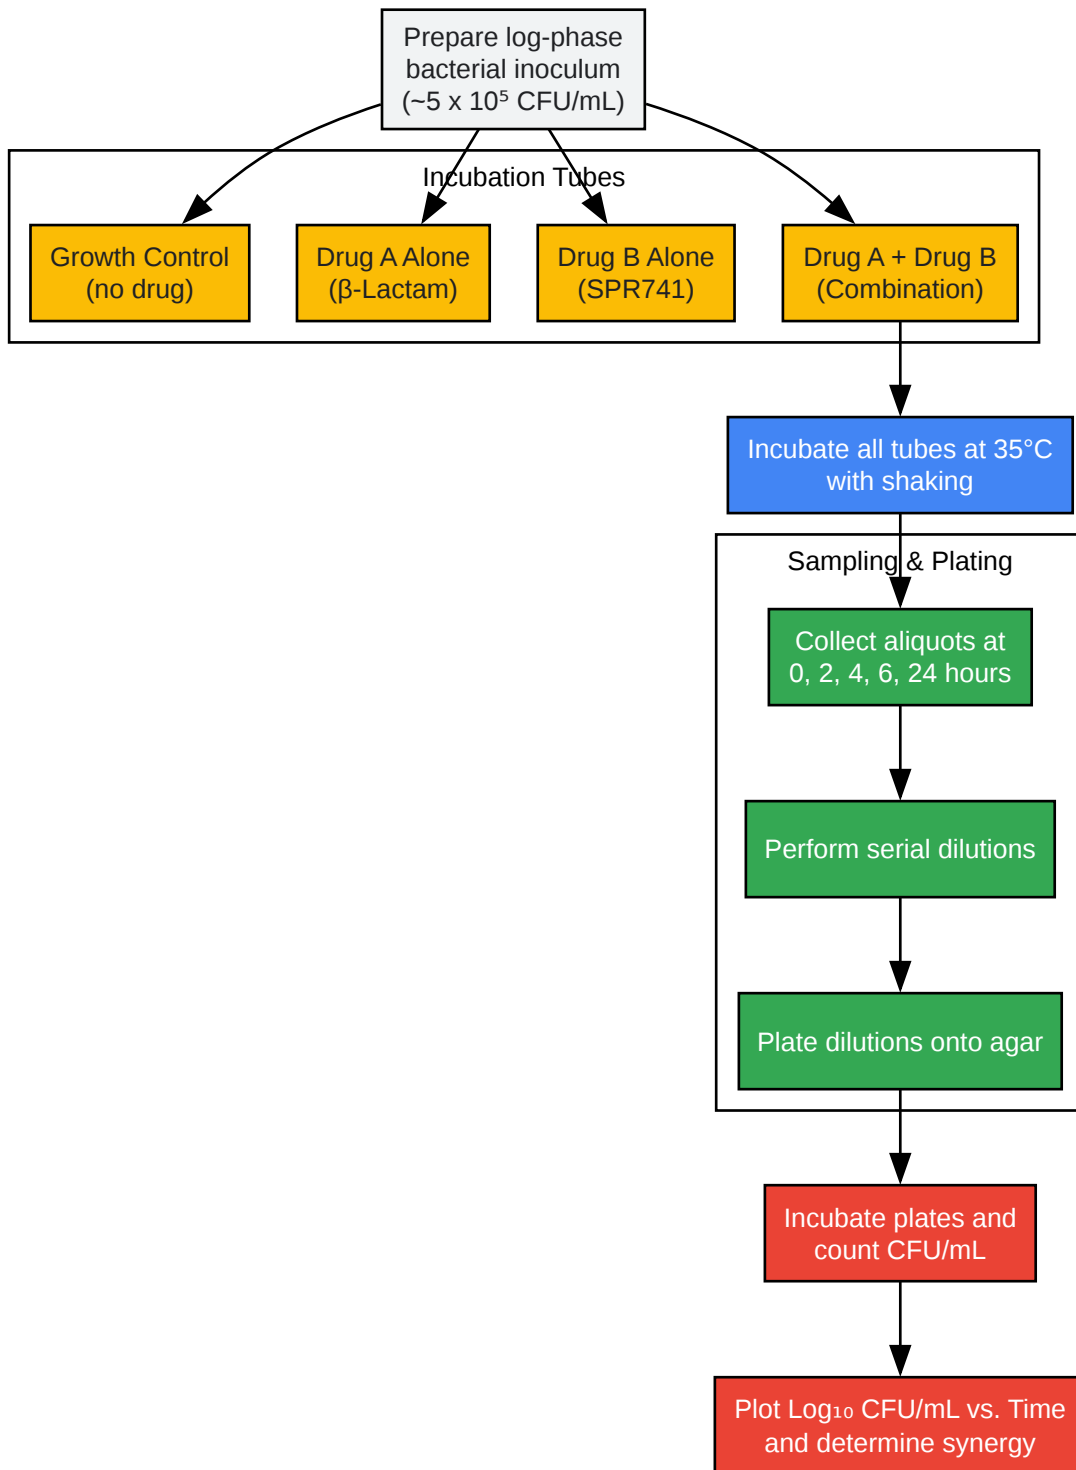 Prepare log-phase
bacterial inoculum
(~5 x 10⁵ CFU/mL)
Incubation Tubes
Growth Control
(no drug)
Drug A Alone
(β-Lactam)
Drug B Alone
(SPR741)
Drug A + Drug B
(Combination)
Incubate all tubes at 35°C
with shaking
Sampling & Plating
Collect aliquots at
0, 2, 4, 6, 24 hours
Perform serial dilutions
Plate dilutions onto agar
Incubate plates and
count CFU/mL
Plot Log₁₀ CFU/mL vs. Time
and determine synergy